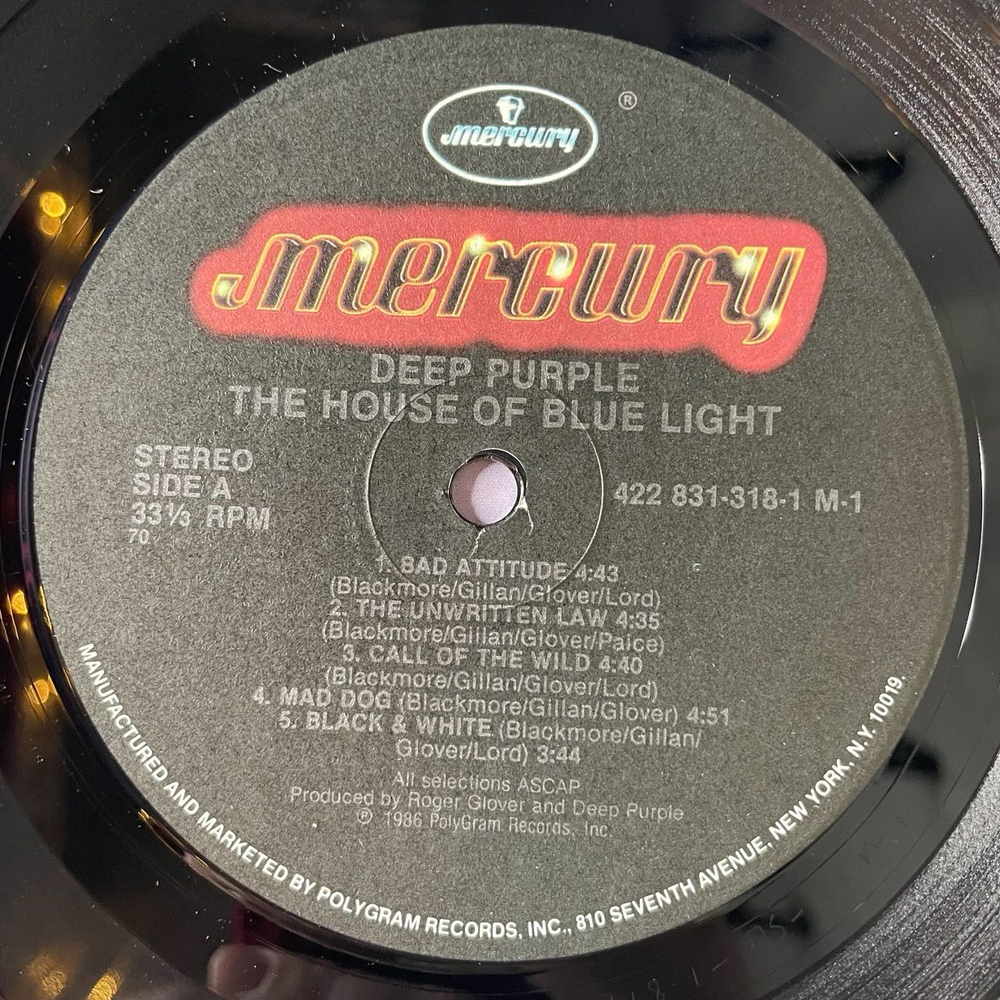 mercury
®
mercury
DEEP PURPLE
THE HOUSE OF BLUE LIGHT
STEREO
SIDE A
33⅓ RPM
70.
422 831-318-1 M-1
1. BAD ATTITUDE 4:43
(Blackmore/Gillan/Glover/Lord)
2. THE UNWRITTEN LAW 4:35
(Blackmore/Gillan/Glover/Paice)
3. CALL OF THE WILD 4:40
(Blackmore/Gillan/Glover/Lord)
4. MAD DOG (Blackmore/Gillan/Glover) 4:51
5. BLACK & WHITE (Blackmore/Gillan/
Glover/Lord) 3:44
All selections ASCAP
Produced by Roger Glover and Deep Purple
℗ 1986 PolyGram Records, Inc.
MANUFACTURED AND MARKETED BY POLYGRAM RECORDS, INC., 810 SEVENTH AVENUE, NEW YORK, N.Y. 10019.